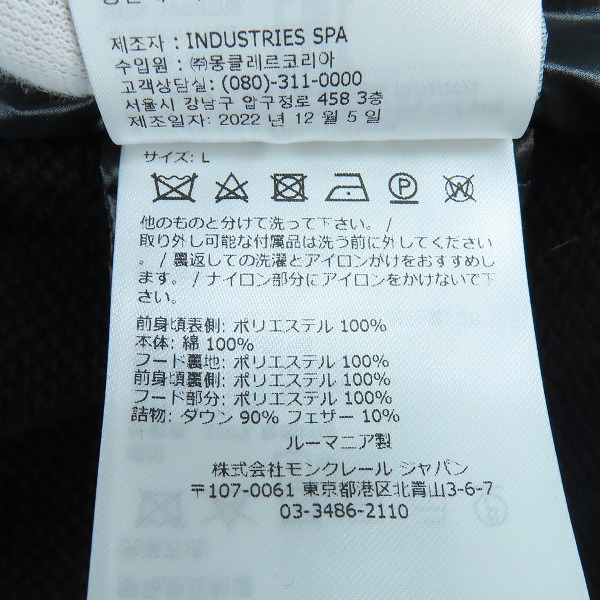 제조자 : INDUSTRIES SPA
수입원 : ㈜몽클레르코리아
고객상담실: (080)-311-0000
서울시 강남구 압구정로 458 3층
제조일자: 2022 년 12 월 5 일
サイズ: L
他のものと分けて洗って下さい。/
取り外し可能な付属品は洗う前に外してください
。/ 裏返しての洗濯とアイロンかけをおすすめし
ます。/ ナイロン部分にアイロンをかけないで下
さい。
前身頃表側: ポリエステル 100%
本体: 綿 100%
フード裏地: ポリエステル 100%
前身頃裏側: ポリエステル 100%
フード部分: ポリエステル 100%
詰物: ダウン 90% フェザー 10%
ルーマニア製
株式会社モンクレール ジャパン
〒107-0061 東京都港区北青山3-6-7
03-3486-2110